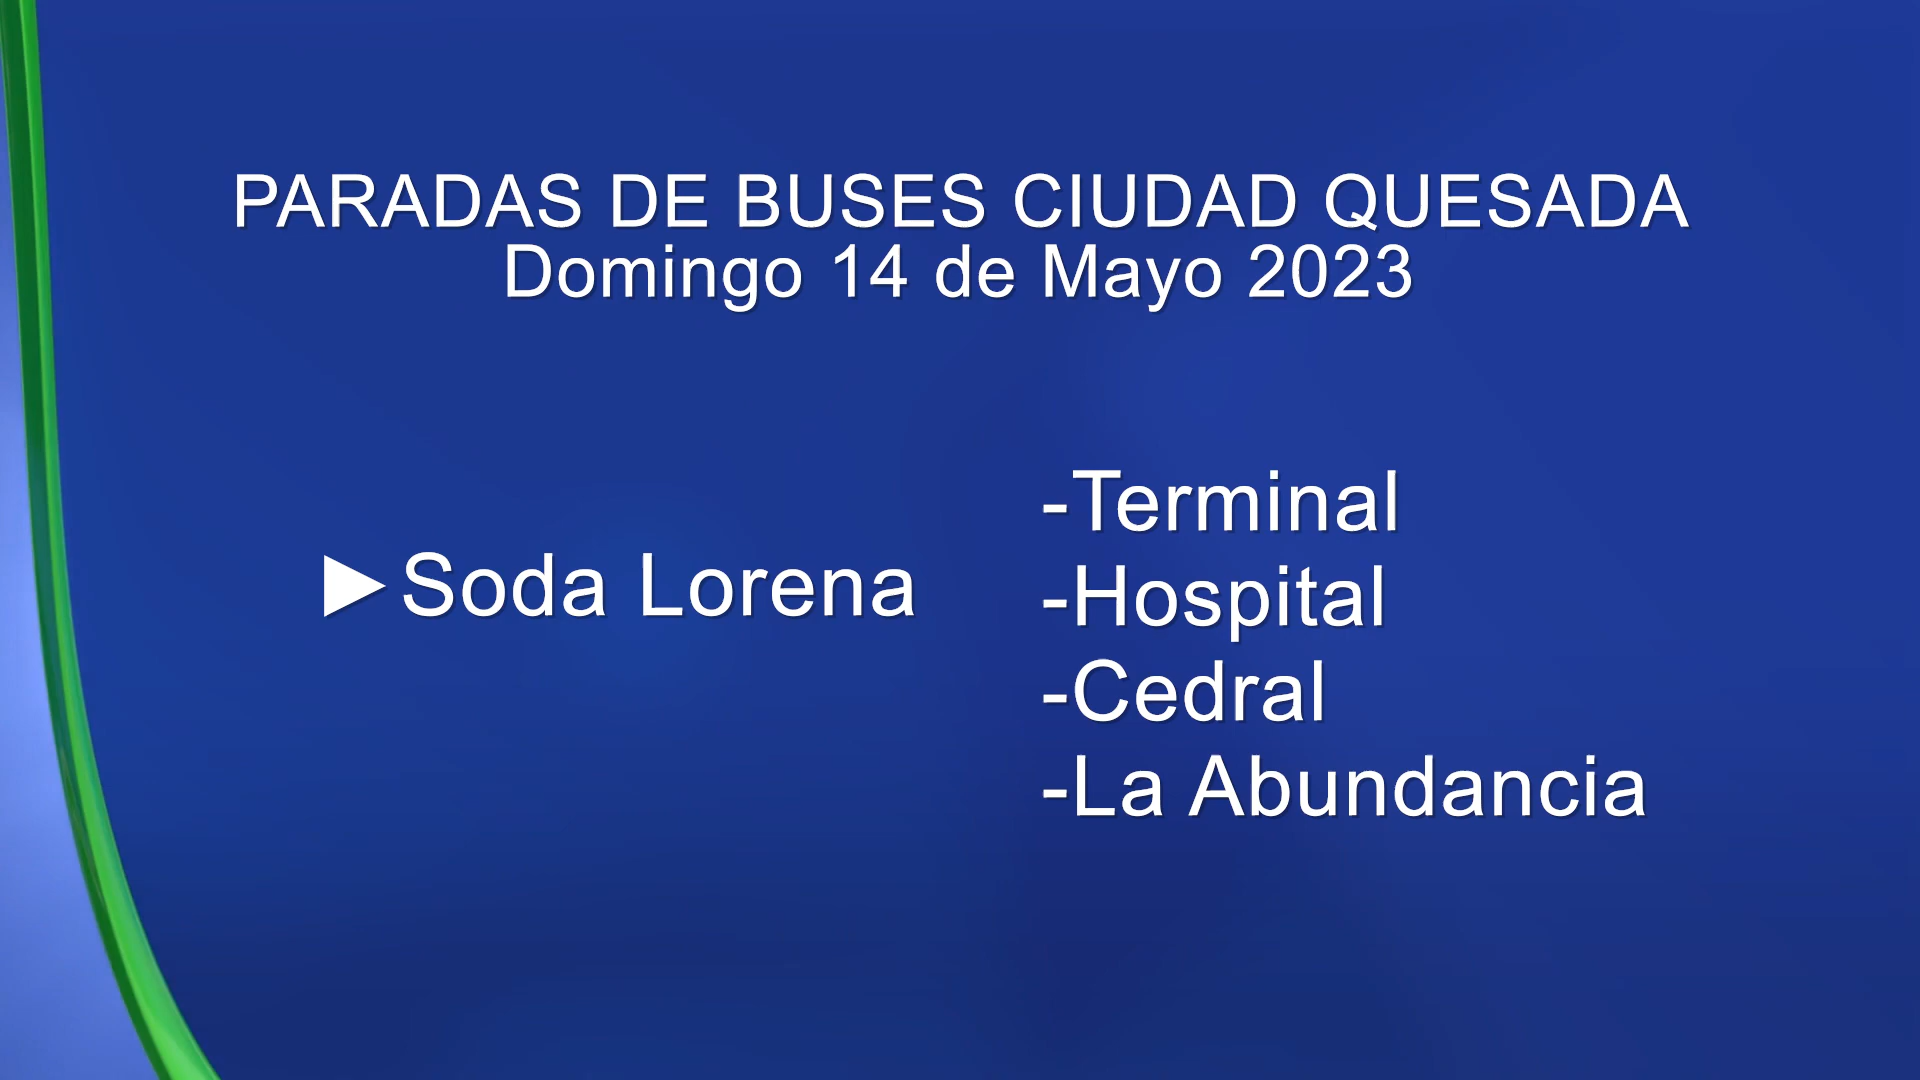 PARADAS DE BUSES CIUDAD QUESADA
Domingo 14 de Mayo 2023
►Soda Lorena
-Terminal
-Hospital
-Cedral
-La Abundancia